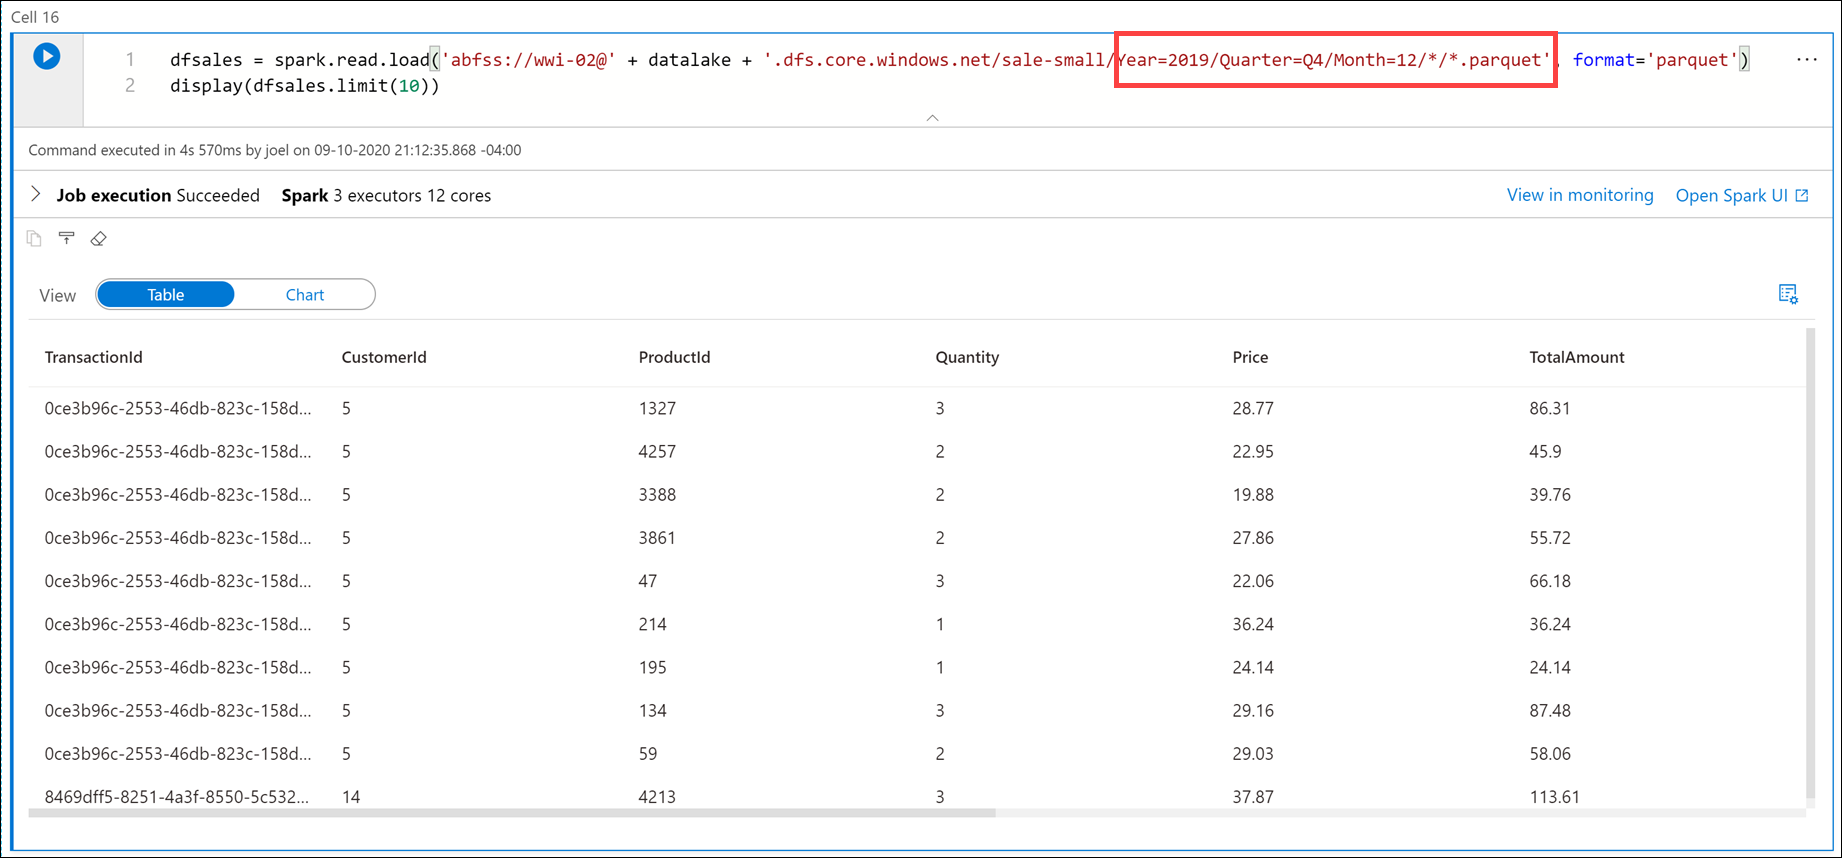 Cell 16
1 dfsales = spark.read.load('abfss://wwi-02@' + datalake + '.dfs.core.windows.net/sale-small/Year=2019/Quarter=Q4/Month=12/*/*.parquet', format='parquet')
2 display(dfsales.limit(10))
Command executed in 4s 570ms by joel on 09-10-2020 21:12:35.868 -04:00
Job execution Succeeded Spark 3 executors 12 cores View in monitoring Open Spark UI
View Table Chart
TransactionId CustomerId ProductId Quantity Price TotalAmount
0ce3b96c-2553-46db-823c-158d... 5 1327 3 28.77 86.31
0ce3b96c-2553-46db-823c-158d... 5 4257 2 22.95 45.9
0ce3b96c-2553-46db-823c-158d... 5 3388 2 19.88 39.76
0ce3b96c-2553-46db-823c-158d... 5 3861 2 27.86 55.72
0ce3b96c-2553-46db-823c-158d... 5 47 3 22.06 66.18
0ce3b96c-2553-46db-823c-158d... 5 214 1 36.24 36.24
0ce3b96c-2553-46db-823c-158d... 5 195 1 24.14 24.14
0ce3b96c-2553-46db-823c-158d... 5 134 3 29.16 87.48
0ce3b96c-2553-46db-823c-158d... 5 59 2 29.03 58.06
8469dff5-8251-4a3f-8550-5c532... 14 4213 3 37.87 113.61